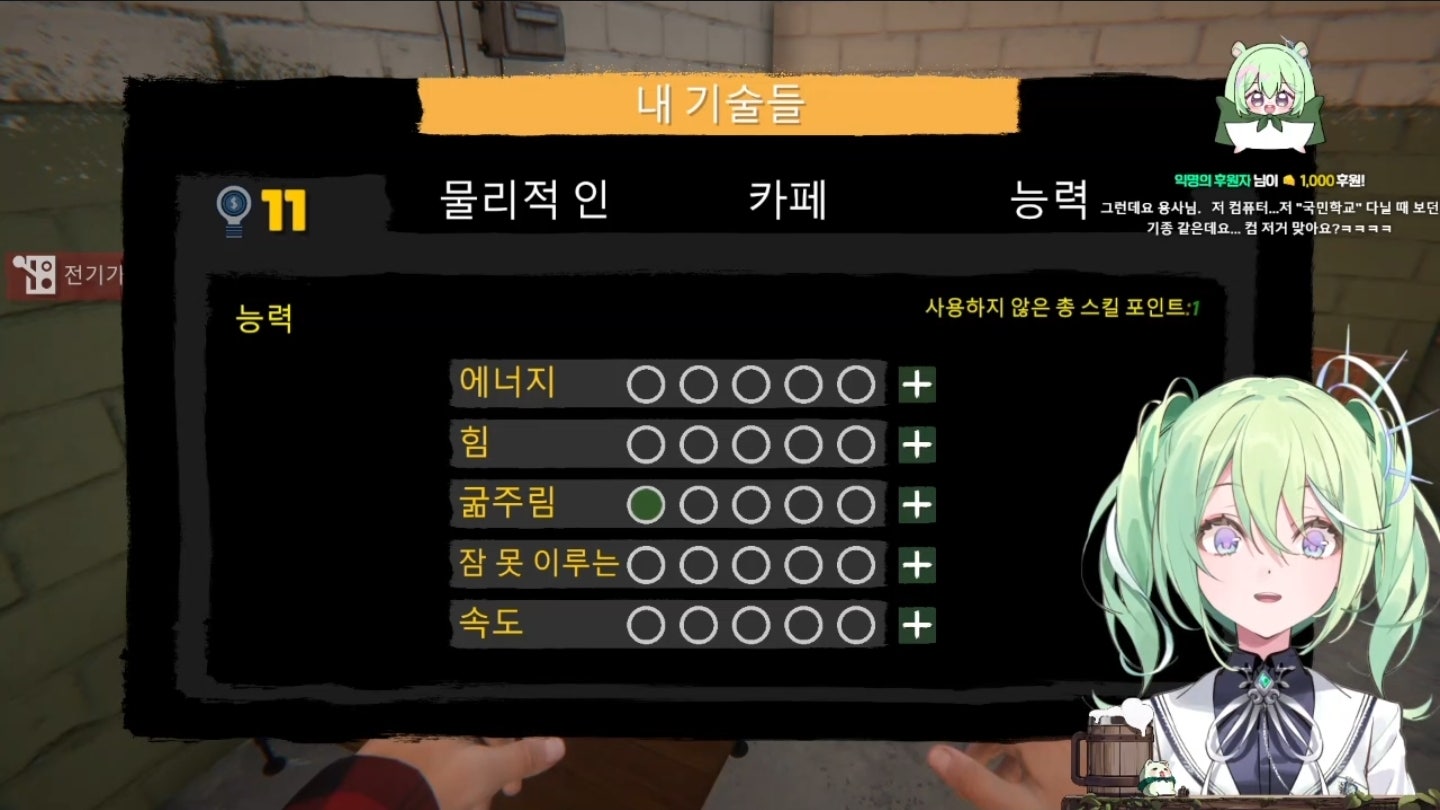 내 기술들
11
물리적 인
카페
능력
익명의 후원자 님이 1,000 후원!
그런데요 용사님. 저 컴퓨터...저 "국민학교" 다닐 때 보던
기종 같은데요... 컴 저거 맞아요?ㅋㅋㅋㅋ
전기가
능력
사용하지 않은 총 스킬 포인트:1
에너지
힘
굶주림
잠 못 이루는
속도